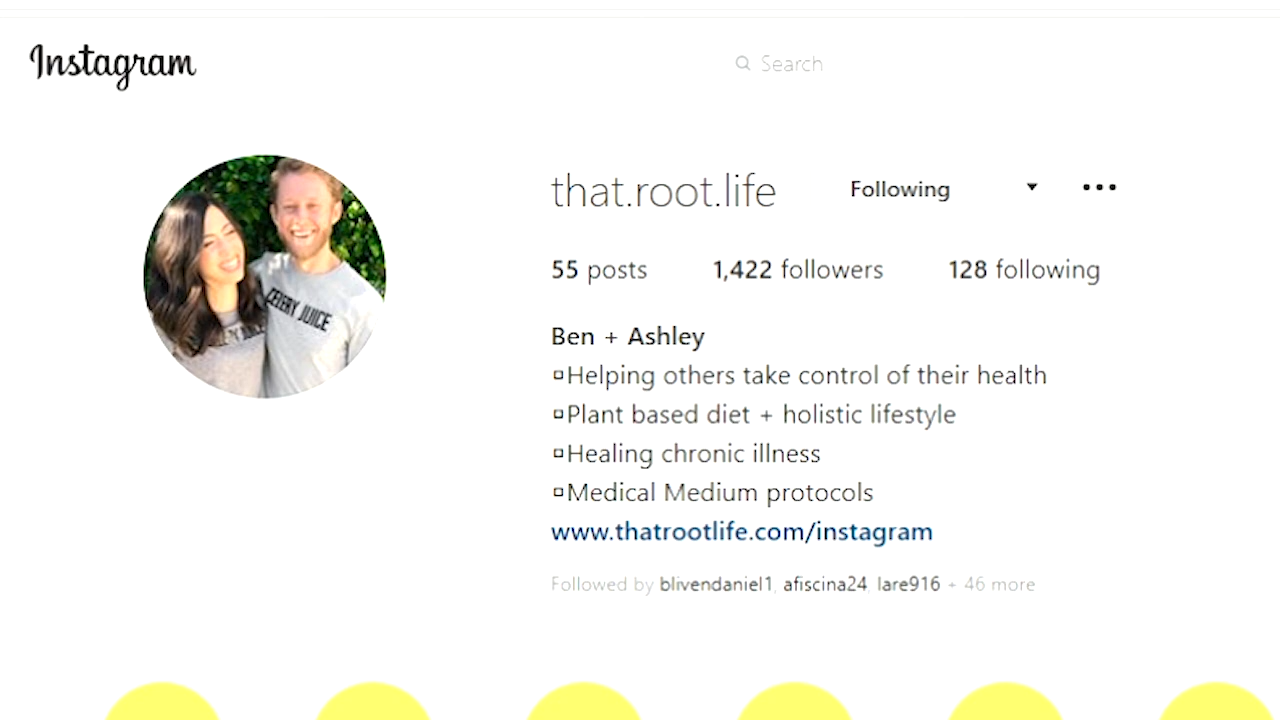 Instagram
Search
that.root.life Following
55 posts 1,422 followers 128 following
Ben + Ashley
▫Helping others take control of their health
▫Plant based diet + holistic lifestyle
▫Healing chronic illness
▫Medical Medium protocols
www.thatrootlife.com/instagram
Followed by blivendaniel1, afiscina24, lare916 + 46 more
CELERY JUICE